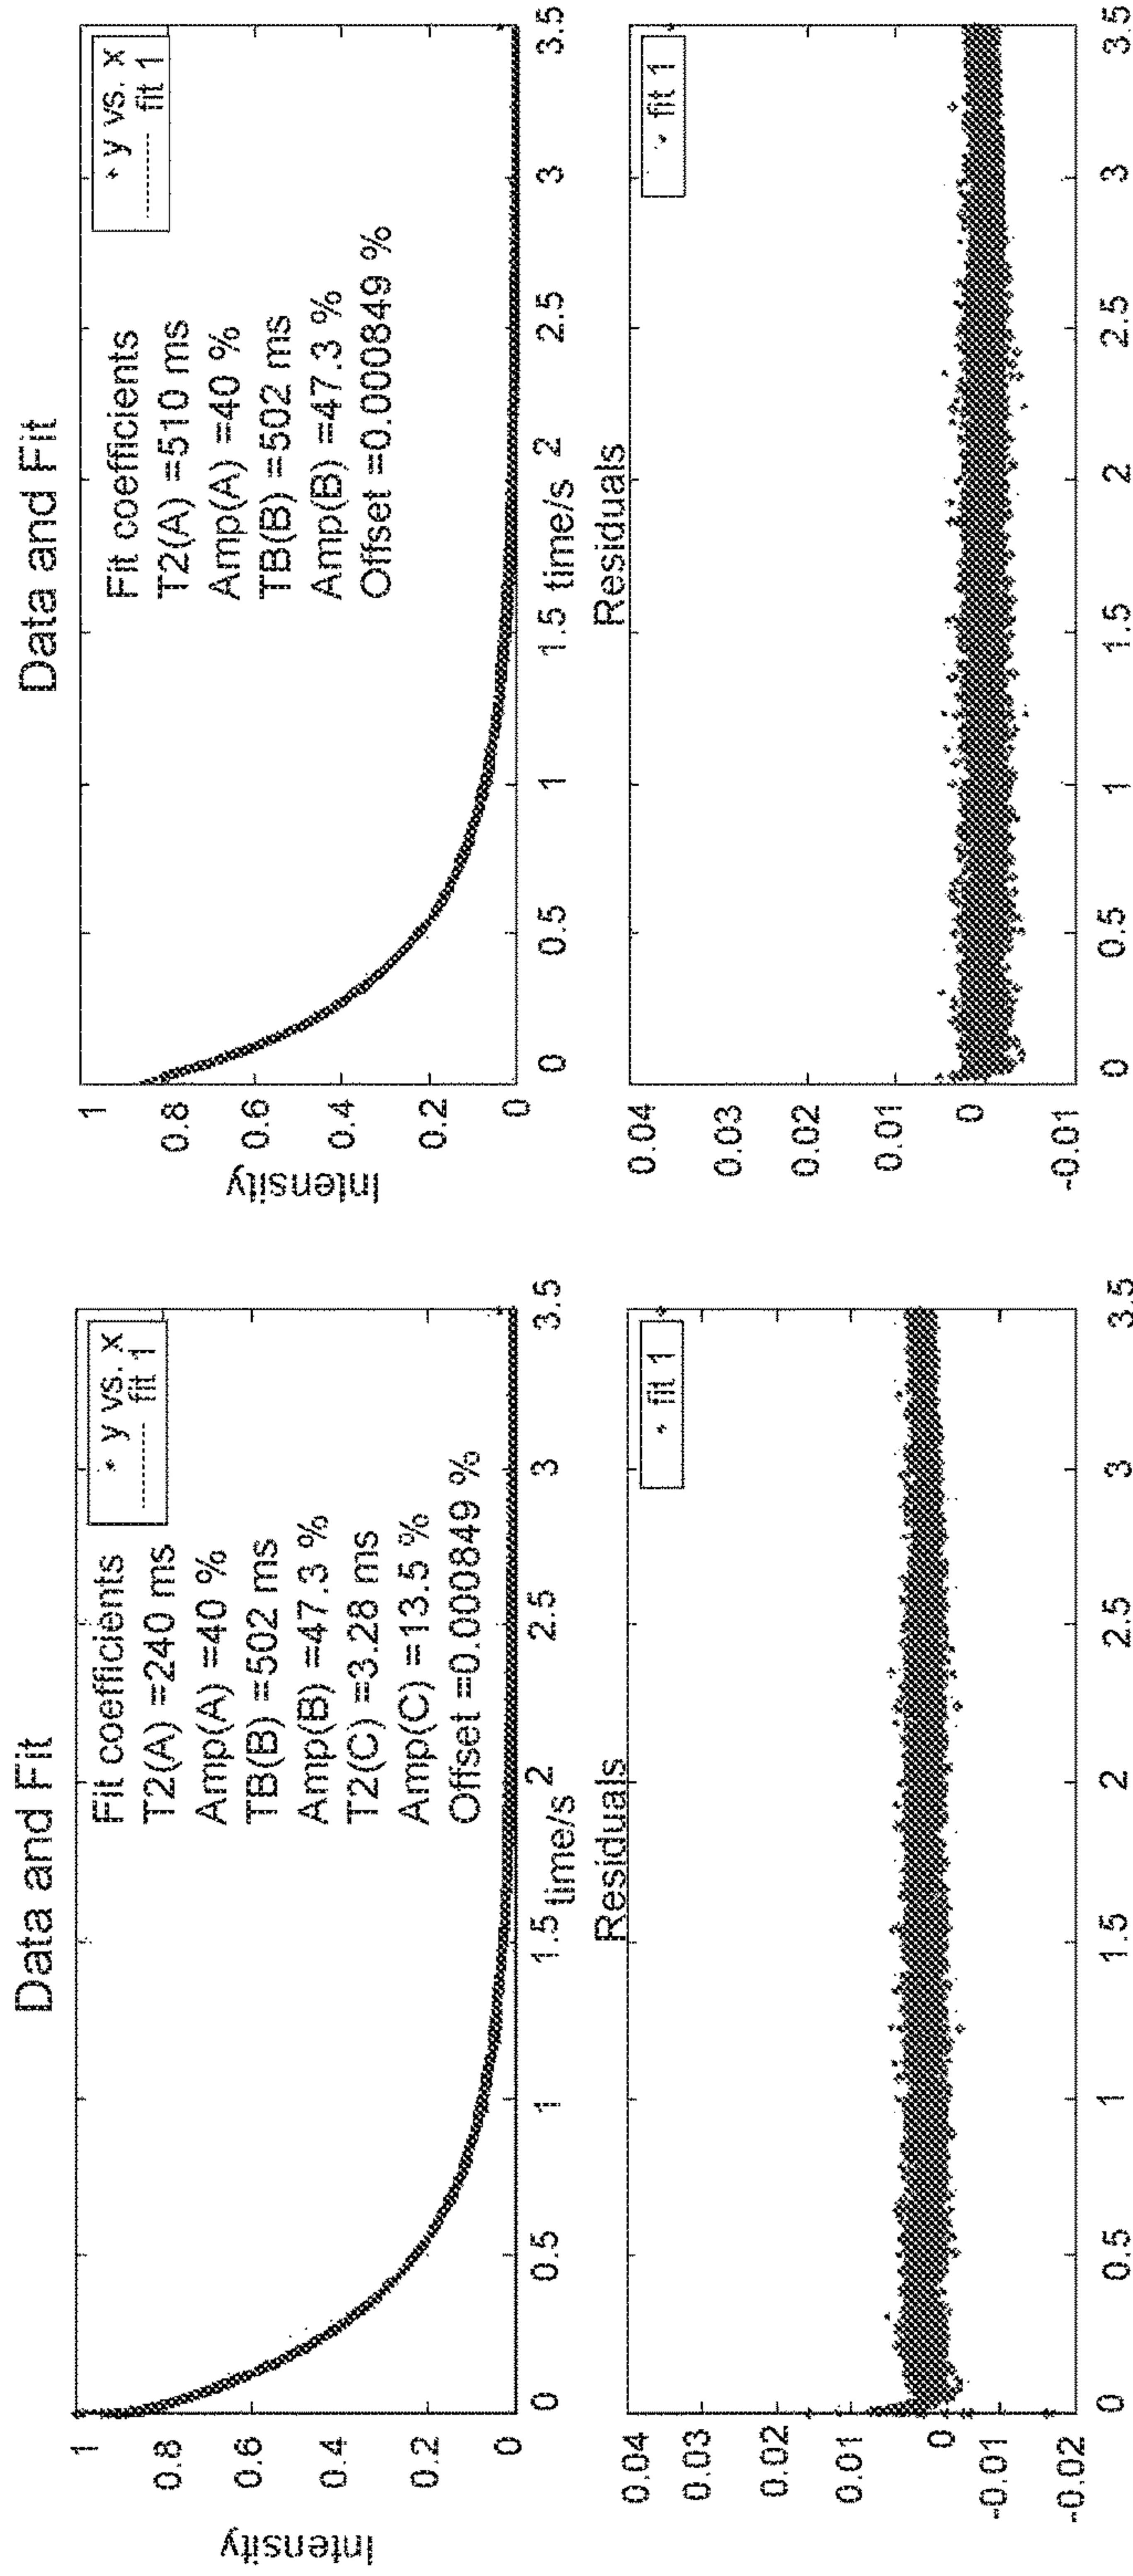 Data and Fit
1
0.8
0.6
0.4
0.2
0
Intensity
Fit coefficients
T2(A) =240 ms
Amp(A) =40 %
TB(B) =502 ms
Amp(B) =47.3 %
T2(C) =3.28 ms
Amp(C) =13.5 %
Offset =0.000849 %
y vs. x
fit 1
0 0.5 1 1.5 2 2.5 3 3.5
time/s
Residuals
0.04
0.03
0.02
0.01
0
-0.01
-0.02
fit 1
0 0.5 1 1.5 2 2.5 3 3.5
Data and Fit
1
0.8
0.6
0.4
0.2
0
Intensity
Fit coefficients
T2(A) =510 ms
Amp(A) =40 %
TB(B) =502 ms
Amp(B) =47.3 %
Offset =0.000849 %
y vs. x
fit 1
0 0.5 1 1.5 2 2.5 3 3.5
time/s
Residuals
0.04
0.03
0.02
0.01
0
-0.01
fit 1
0 0.5 1 1.5 2 2.5 3 3.5